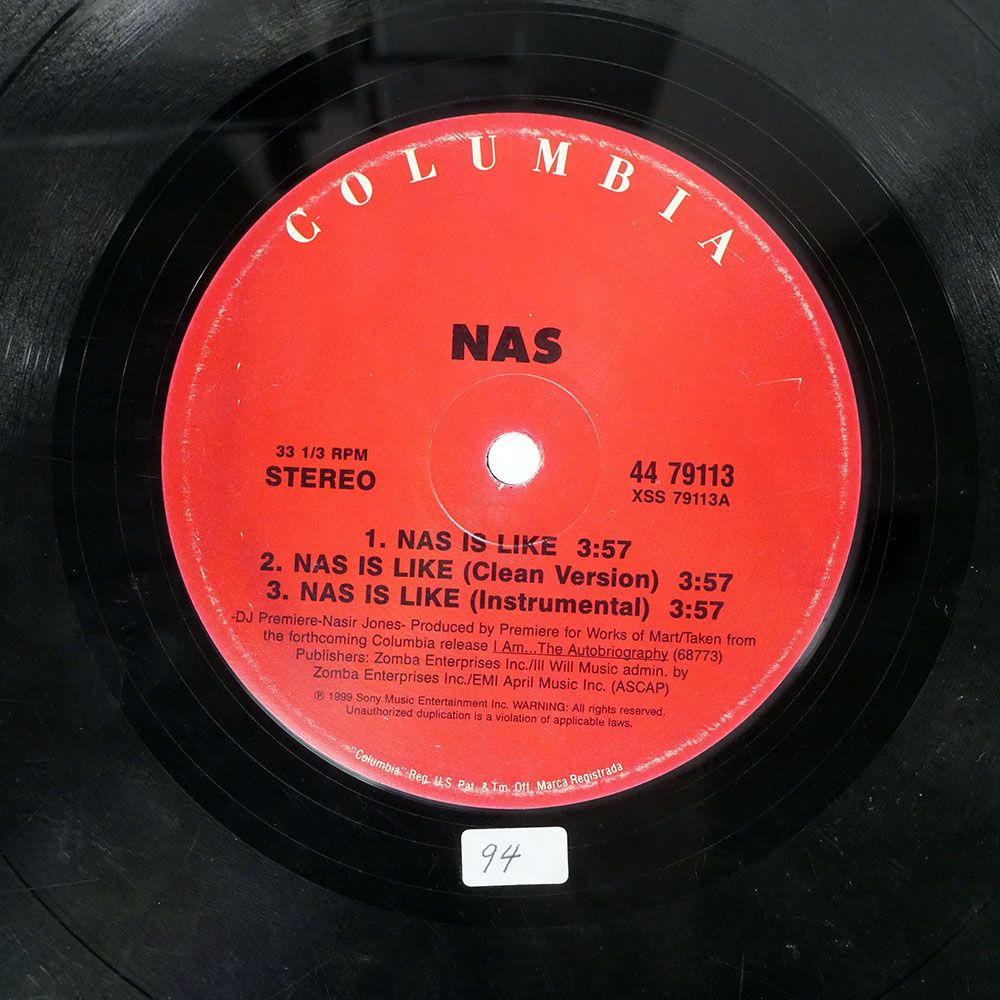 COLUMBIA
NAS
33 1/3 RPM
STEREO
44 79113
XSS 79113A
1. NAS IS LIKE 3:57
2. NAS IS LIKE (Clean Version) 3:57
3. NAS IS LIKE (Instrumental) 3:57
-DJ Premiere-Nasir Jones- Produced by Premiere for Works of Mart/Taken from
the forthcoming Columbia release I Am...The Autobriography (68773)
Publishers: Zomba Enterprises Inc./Ill Will Music admin. by
Zomba Enterprises Inc./EMI April Music Inc. (ASCAP)
℗ 1999 Sony Music Entertainment Inc. WARNING: All rights reserved.
Unauthorized duplication is a violation of applicable laws.
"Columbia" Reg. U.S. Pat. & Tm. Off. Marca Registrada
94